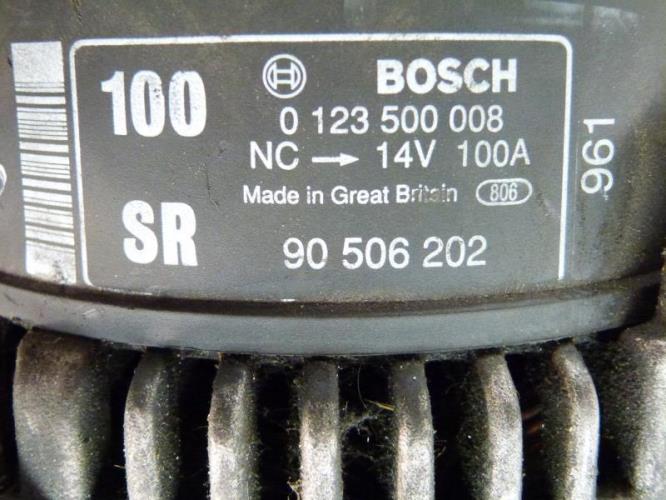 100
BOSCH
0 123 500 008
NC → 14V 100A
Made in Great Britain 806
SR
90 506 202
961